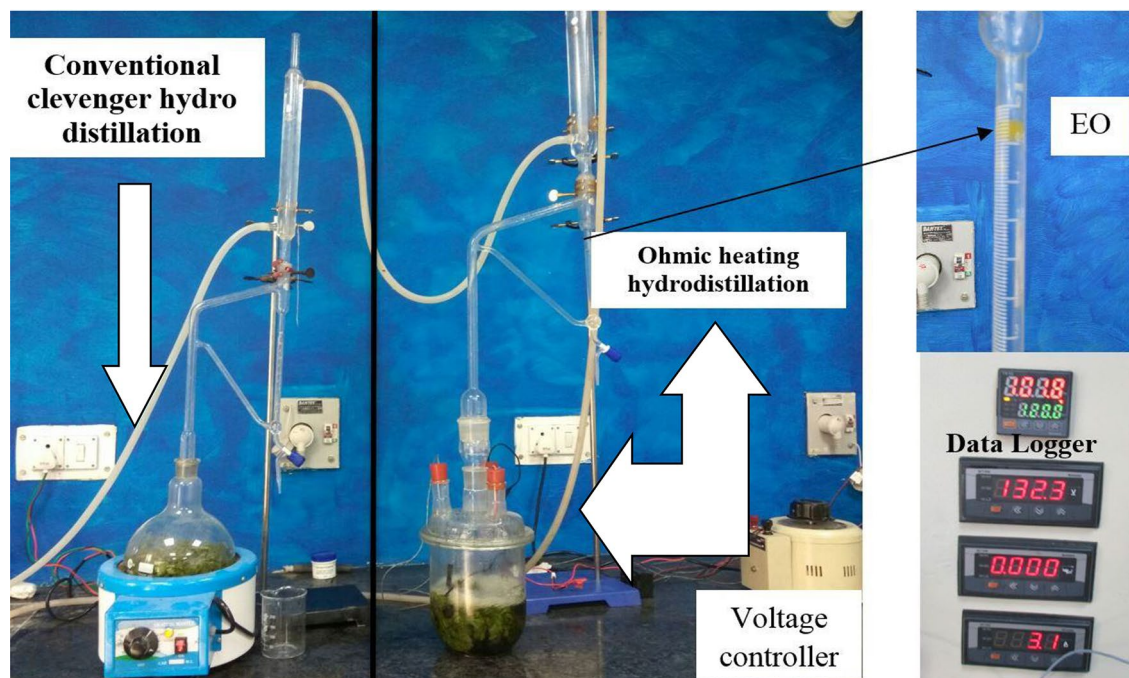 Conventional
clevenger hydro
distillation
Ohmic heating
hydrodistillation
Voltage
controller
EO
Data Logger
132.3
0.000
3.1